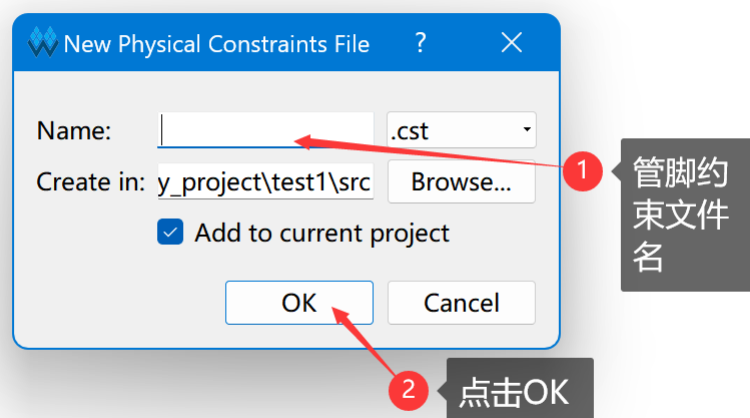 New Physical Constraints File ?
Name: .cst
Create in: y_project\test1\src Browse...
Add to current project
OK Cancel
1
管脚约
束文件
名
2
点击OK